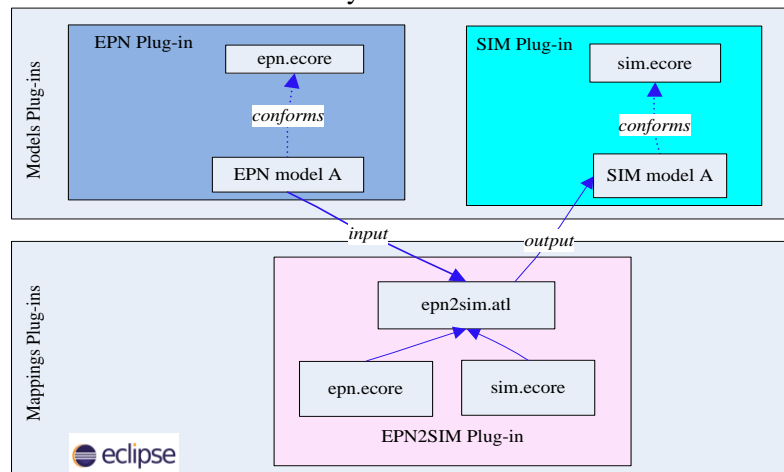 y
EPN Plug-in
SIM Plug-in
epn.ecore
sim.ecore
conforms
conforms
EPN model A
SIM model A
Models Plug-ins
input
output
epn2sim.atl
epn.ecore
sim.ecore
EPN2SIM Plug-in
Mappings Plug-ins
eclipse